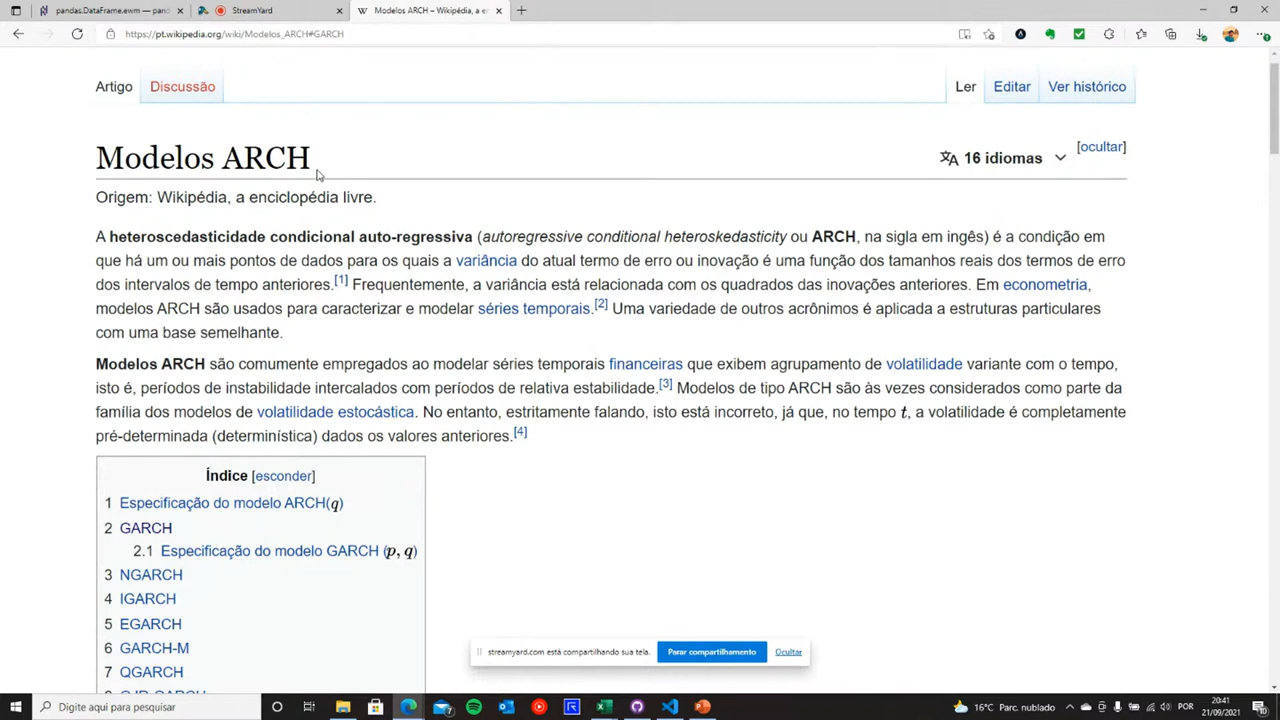 pandas.DataFrame.ewm — pand
StreamYard
Modelos ARCH – Wikipédia, a e
https://pt.wikipedia.org/wiki/Modelos_ARCH#GARCH
Artigo Discussão Ler Editar Ver histórico
[ocultar]
Modelos ARCH 16 idiomas
Origem: Wikipédia, a enciclopédia livre.
A heteroscedasticidade condicional auto-regressiva (autoregressive conditional heteroskedasticity ou ARCH, na sigla em ingês) é a condição em
que há um ou mais pontos de dados para os quais a variância do atual termo de erro ou inovação é uma função dos tamanhos reais dos termos de erro
dos intervalos de tempo anteriores.[1] Frequentemente, a variância está relacionada com os quadrados das inovações anteriores. Em econometria,
modelos ARCH são usados para caracterizar e modelar séries temporais.[2] Uma variedade de outros acrônimos é aplicada a estruturas particulares
com uma base semelhante.
Modelos ARCH são comumente empregados ao modelar séries temporais financeiras que exibem agrupamento de volatilidade variante com o tempo,
isto é, períodos de instabilidade intercalados com períodos de relativa estabilidade.[3] Modelos de tipo ARCH são às vezes considerados como parte da
família dos modelos de volatilidade estocástica. No entanto, estritamente falando, isto está incorreto, já que, no tempo t, a volatilidade é completamente
pré-determinada (determinística) dados os valores anteriores.[4]
Índice [esconder]
1 Especificação do modelo ARCH(q)
2 GARCH
2.1 Especificação do modelo GARCH (p, q)
3 NGARCH
4 IGARCH
5 EGARCH
6 GARCH-M
7 QGARCH
streamyard.com está compartilhando sua tela. Parar compartilhamento Ocultar
Digite aqui para pesquisar
16°C Parc. nublado
POR
20:41
21/09/2021